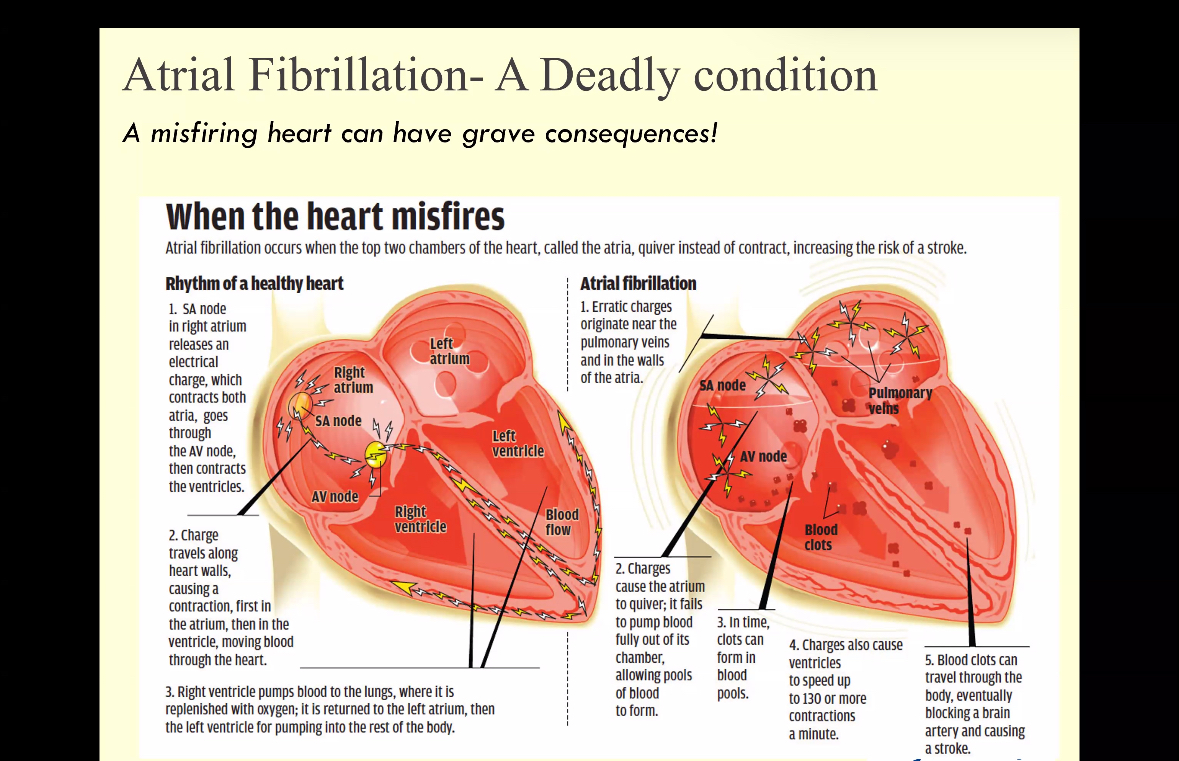 Atrial Fibrillation- A Deadly condition
A misfiring heart can have grave consequences!
When the heart misfires
Atrial fibrillation occurs when the top two chambers of the heart, called the atria, quiver instead of contract, increasing the risk of a stroke.
Rhythm of a healthy heart
1. SA node
in right atrium
releases an
electrical
charge, which
contracts both
atria, goes
through
the AV node,
then contracts
the ventricles.
2. Charge
travels along
heart walls,
causing a
contraction, first in
the atrium, then in the
ventricle, moving blood
through the heart.
3. Right ventricle pumps blood to the lungs, where it is
replenished with oxygen; it is returned to the left atrium, then
the left ventricle for pumping into the rest of the body.
Left
atrium
Right
atrium
SA node
AV node
Left
ventricle
Right
ventricle
Blood
flow
Atrial fibrillation
1. Erratic charges
originate near the
pulmonary veins
and in the walls
of the atria.
SA node
Pulmonary
veins
AV node
Blood
clots
2. Charges
cause the atrium
to quiver; it fails
to pump blood
fully out of its
chamber,
allowing pools
of blood
to form.
3. In time,
clots can
form in
blood
pools.
4. Charges also cause
ventricles
to speed up
to 130 or more
contractions
a minute.
5. Blood clots can
travel through the
body, eventually
blocking a brain
artery and causing
a stroke.